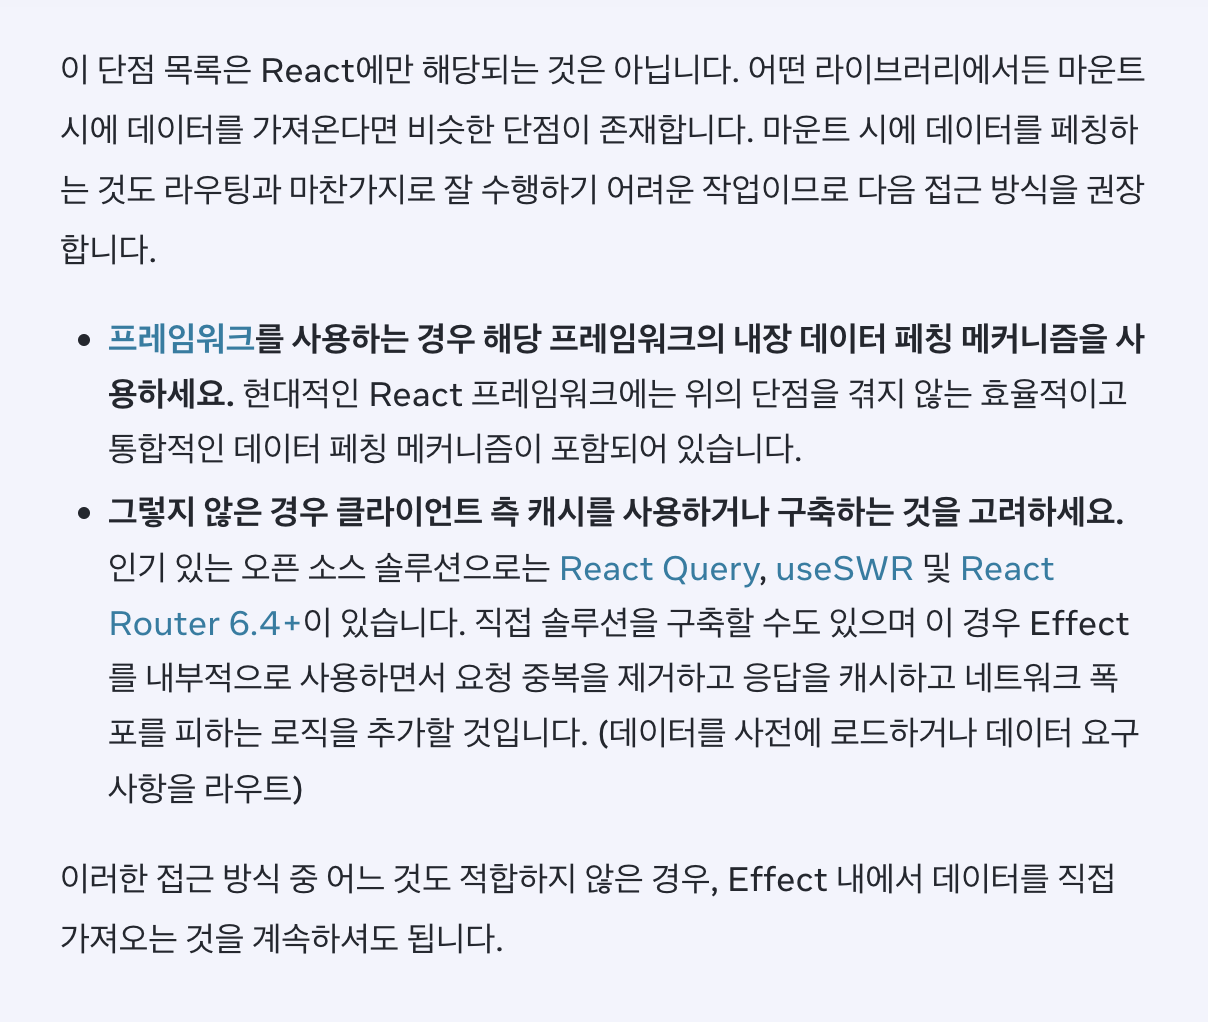 이 단점 목록은 React에만 해당되는 것은 아닙니다. 어떤 라이브러리에서든 마운트
시에 데이터를 가져온다면 비슷한 단점이 존재합니다. 마운트 시에 데이터를 페칭하
는 것도 라우팅과 마찬가지로 잘 수행하기 어려운 작업이므로 다음 접근 방식을 권장
합니다.
• 프레임워크를 사용하는 경우 해당 프레임워크의 내장 데이터 페칭 메커니즘을 사
용하세요. 현대적인 React 프레임워크에는 위의 단점을 겪지 않는 효율적이고
통합적인 데이터 페칭 메커니즘이 포함되어 있습니다.
• 그렇지 않은 경우 클라이언트 측 캐시를 사용하거나 구축하는 것을 고려하세요.
인기 있는 오픈 소스 솔루션으로는 React Query, useSWR 및 React
Router 6.4+이 있습니다. 직접 솔루션을 구축할 수도 있으며 이 경우 Effect
를 내부적으로 사용하면서 요청 중복을 제거하고 응답을 캐시하고 네트워크 폭
포를 피하는 로직을 추가할 것입니다. (데이터를 사전에 로드하거나 데이터 요구
사항을 라우트)
이러한 접근 방식 중 어느 것도 적합하지 않은 경우, Effect 내에서 데이터를 직접
가져오는 것을 계속하셔도 됩니다.